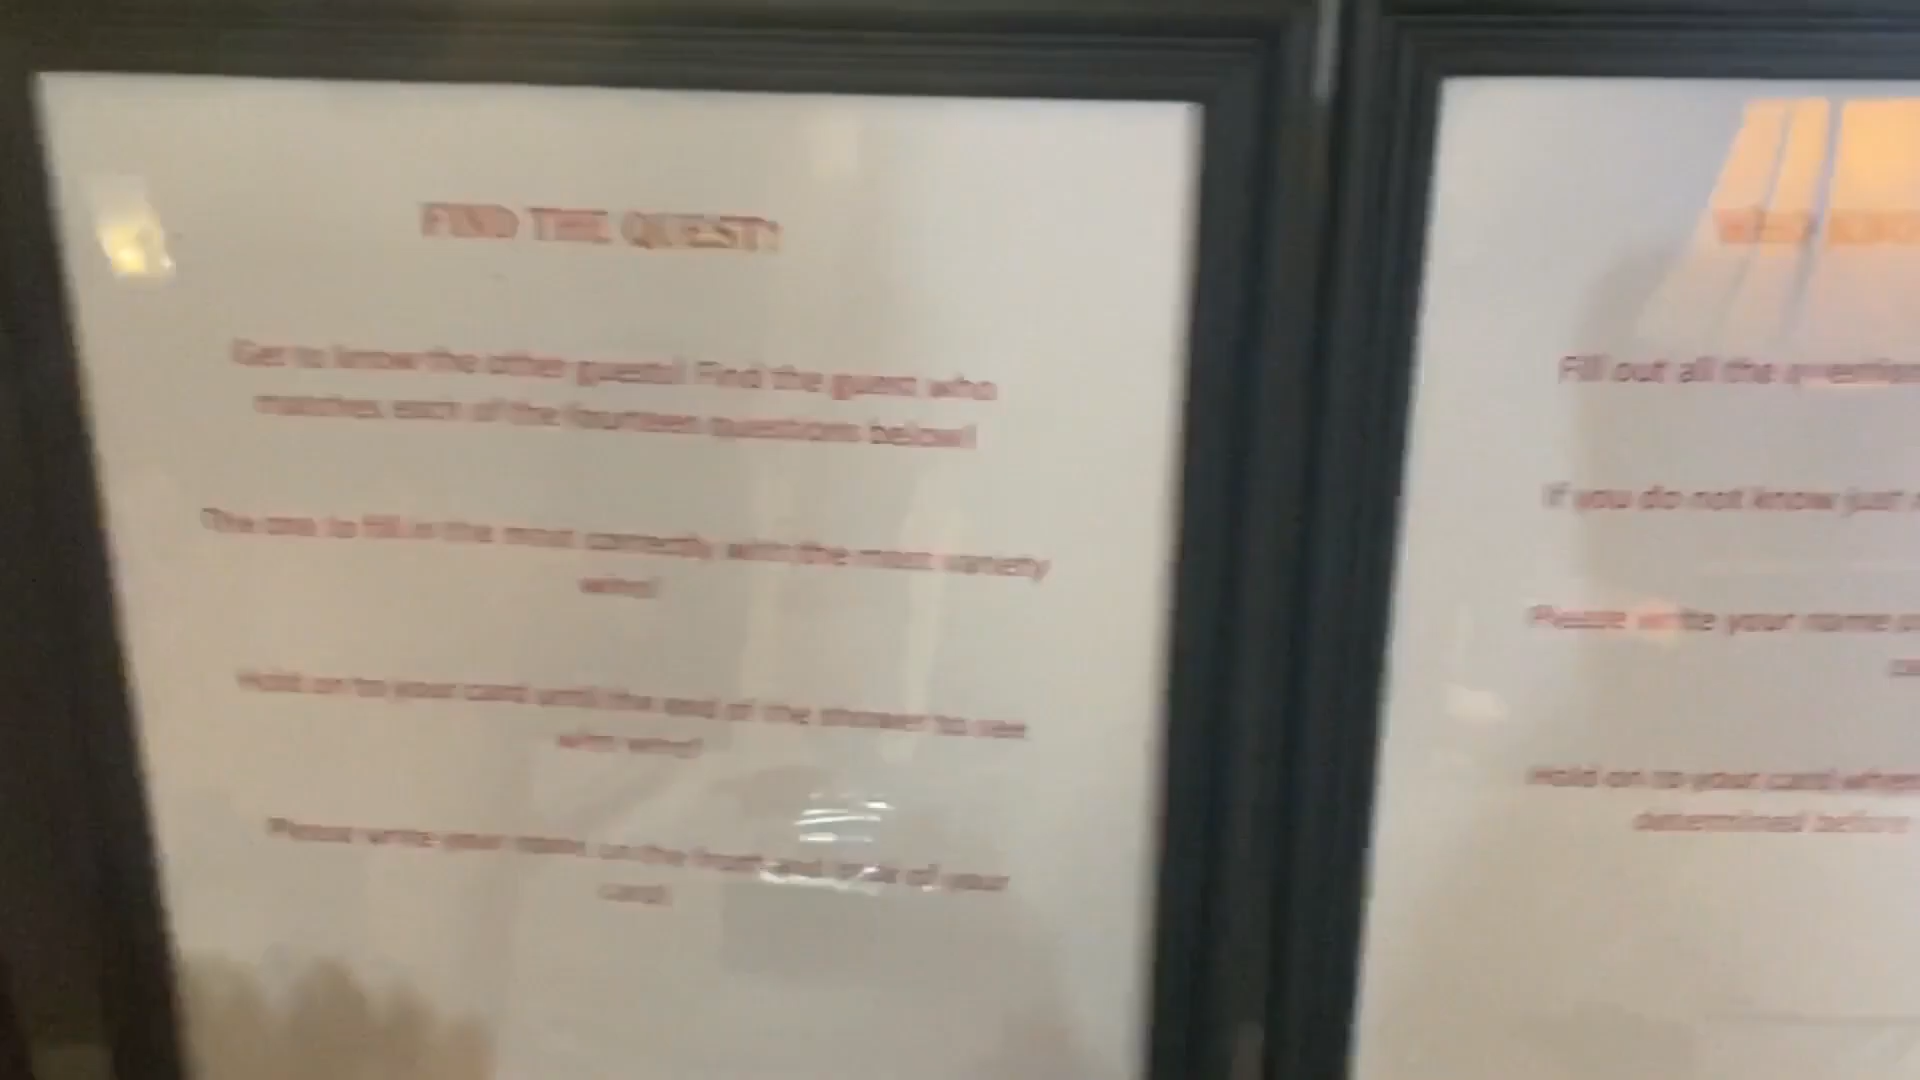 FIND THE QUEST!
Get to know the other guests! Find the guest who
matches each of the fourteen questions below!
The one to fill in the most correctly with the most variety
wins!
Hold on to your card until the end of the shower to see
who wins!
Please write your name on the front and back of your
card!
Fill out all the question
If you do not know just
Please write your name
Hold on to your card when
determined before